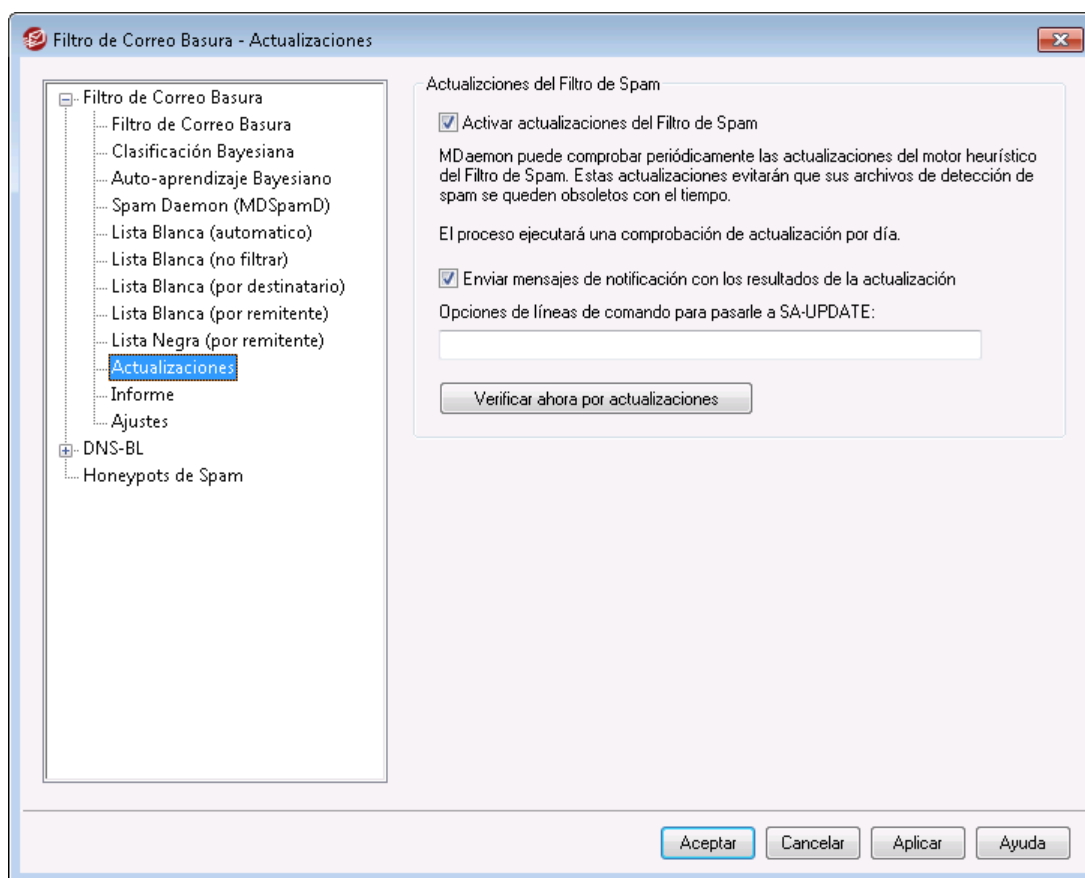 Filtro de Correo Basura - Actualizaciones
Filtro de Correo Basura
Filtro de Correo Basura
Clasificación Bayesiana
Auto-aprendizaje Bayesiano
Spam Daemon (MDSpamD)
Lista Blanca (automatico)
Lista Blanca (no filtrar)
Lista Blanca (por destinatario)
Lista Blanca (por remitente)
Lista Negra (por remitente)
Actualizaciones
Informe
Ajustes
DNS-BL
Honeypots de Spam
Actualizciones del Filtro de Spam
Activar actualizaciones del Filtro de Spam
MDaemon puede comprobar periódicamente las actualizaciones del motor heurístico
del Filtro de Spam. Estas actualizaciones evitarán que sus archivos de detección de
spam se queden obsoletos con el tiempo.
El proceso ejecutará una comprobación de actualización por día.
Enviar mensajes de notificación con los resultados de la actualización
Opciones de líneas de comando para pasarle a SA-UPDATE:
Verificar ahora por actualizaciones
Aceptar
Cancelar
Aplicar
Ayuda